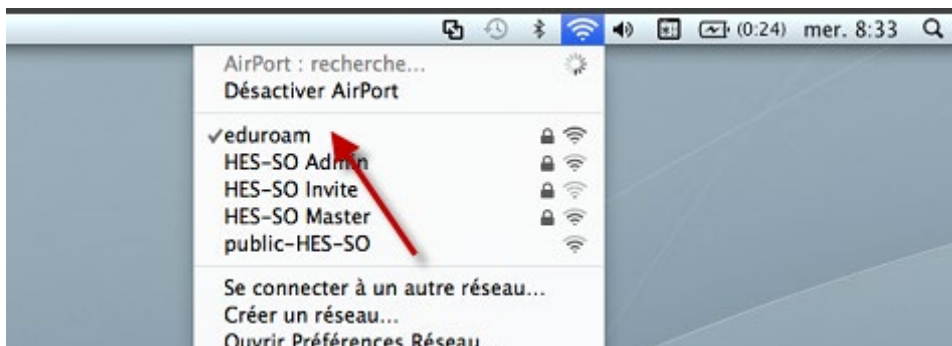 (0:24) mer. 8:33
AirPort : recherche...
Désactiver AirPort
✓eduroam
HES-SO Admin
HES-SO Invite
HES-SO Master
public-HES-SO
Se connecter à un autre réseau...
Créer un réseau...
Ouvrir Préférences Réseau...